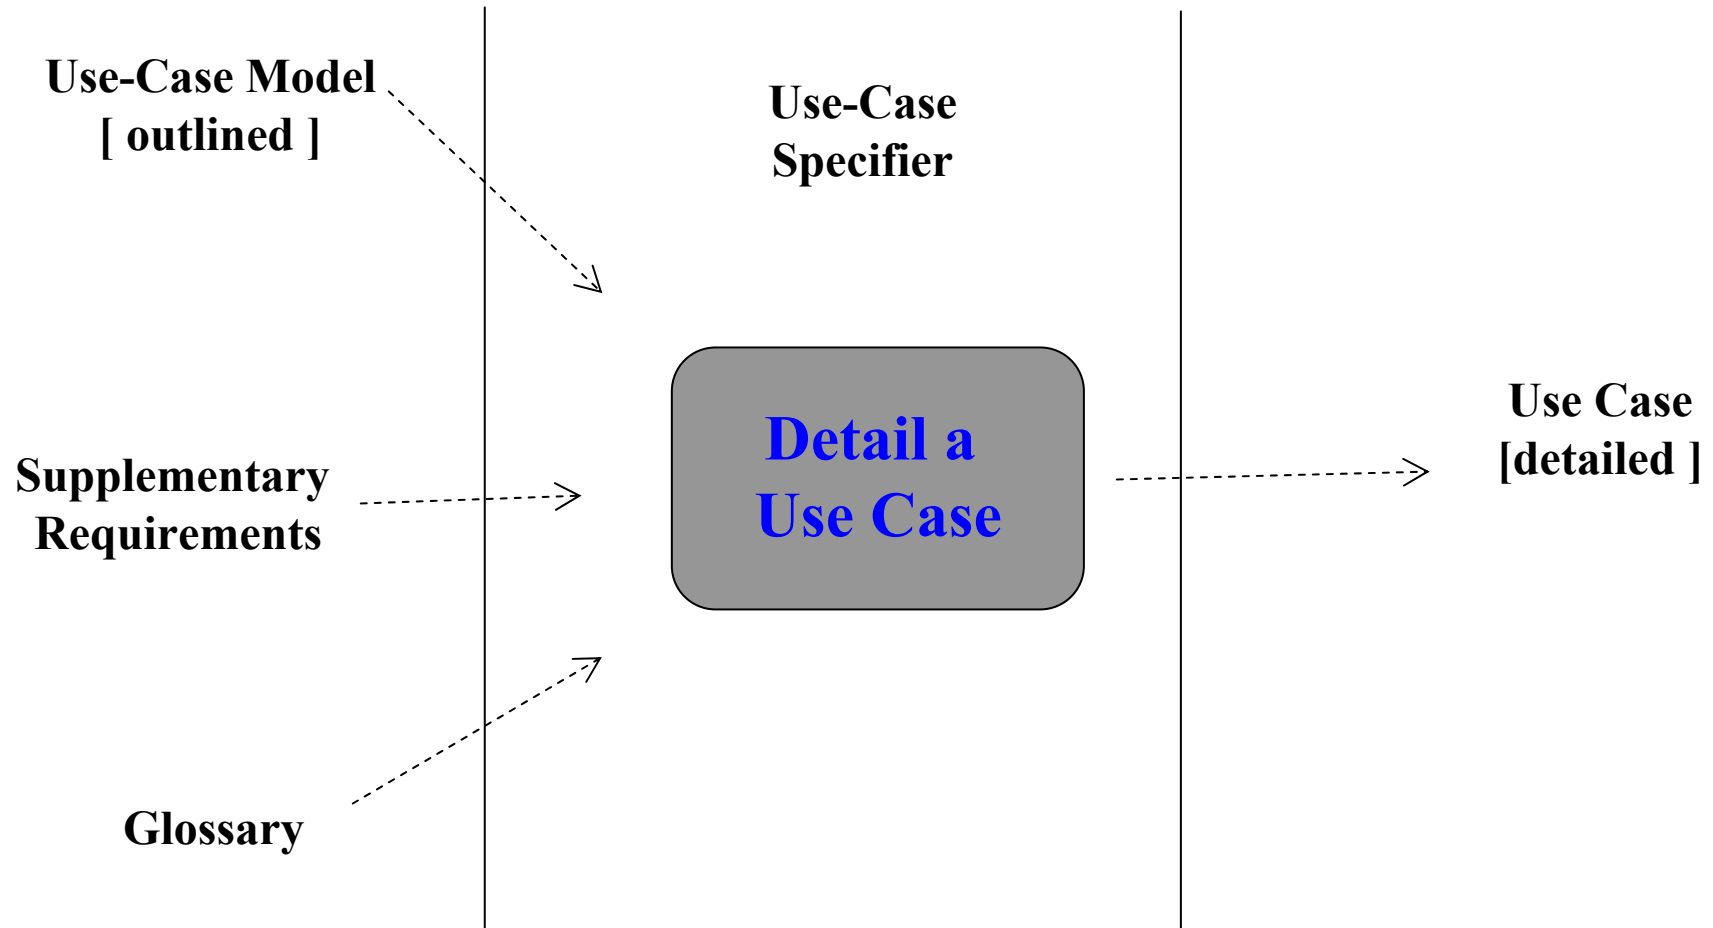 Use-Case Model
[ outlined ]
Supplementary
Requirements
Glossary
Use-Case
Specifier
Detail a
Use Case
Use Case
[detailed ]